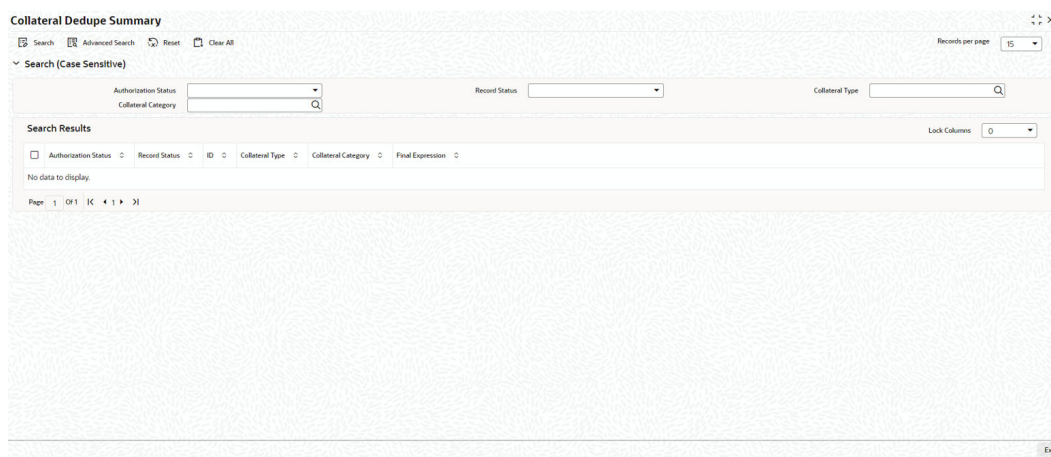 Collateral Dedupe Summary
Search Advanced Search Reset Clear All Records per page 15
Search (Case Sensitive)
Authorization Status Record Status Collateral Type
Collateral Category
Search Results Lock Columns 0
Authorization Status Record Status ID Collateral Type Collateral Category Final Expression
No data to display.
Page 1 Of 1 1